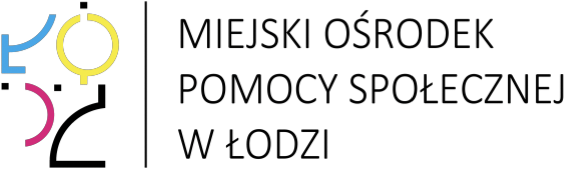 MIEJSKI OŚRODEK
POMOCY SPOŁECZNEJ
W ŁODZI